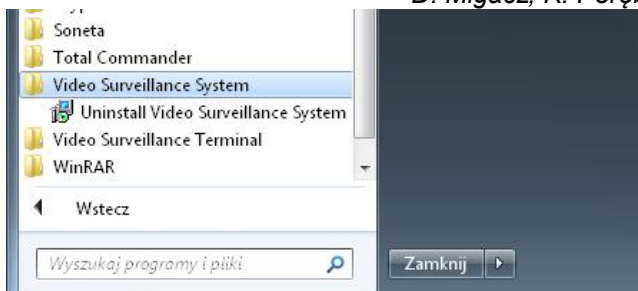 Soneta
Total Commander
Video Surveillance System
Uninstall Video Surveillance System
Video Surveillance Terminal
WinRAR
Wstecz
Wyszukaj programy i pliki
Zamknij